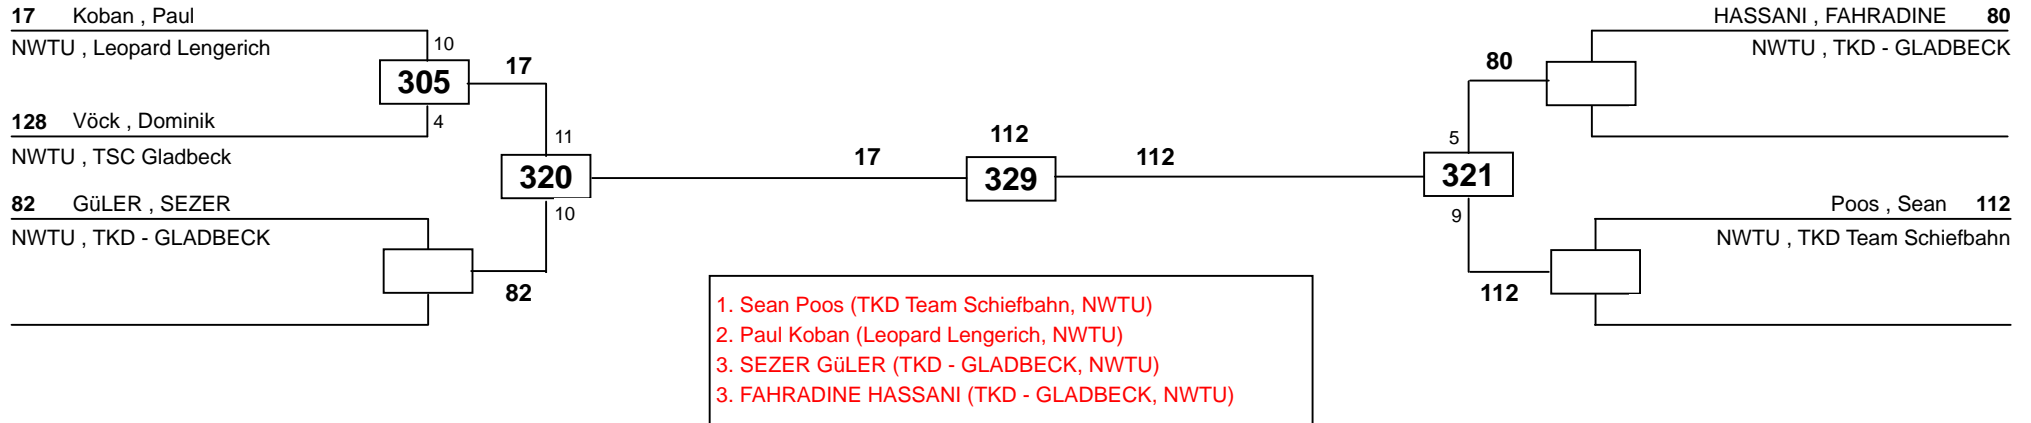 17 Koban , Paul
NWTU , Leopard Lengerich
10
305
17
128 Vöck , Dominik
4
NWTU , TSC Gladbeck
11
320
10
82 GüLER , SEZER
NWTU , TKD - GLADBECK
82
17
112
329
112
HASSANI , FAHRADINE 80
NWTU , TKD - GLADBECK
80
5
321
9
Poos , Sean 112
NWTU , TKD Team Schiefbahn
112
1. Sean Poos (TKD Team Schiefbahn, NWTU)
2. Paul Koban (Leopard Lengerich, NWTU)
3. SEZER GüLER (TKD - GLADBECK, NWTU)
3. FAHRADINE HASSANI (TKD - GLADBECK, NWTU)